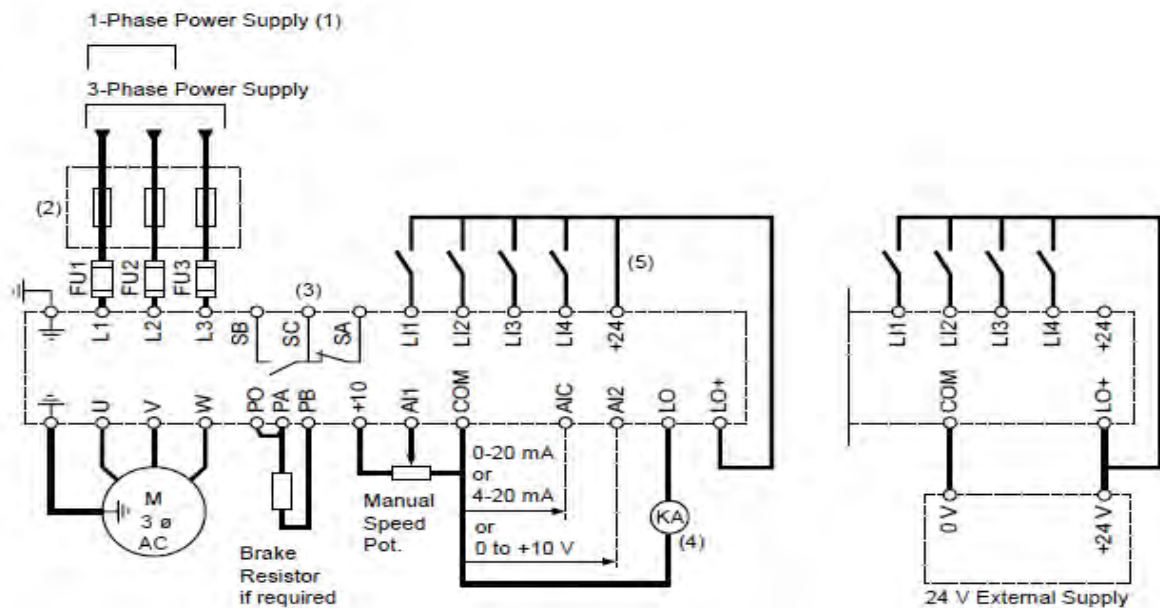 1-Phase Power Supply (1)
3-Phase Power Supply
(2)
FU1
FU2
FU3
(3)
(5)
L1
L2
L3
SB
SC
SA
LI1
LI2
LI3
LI4
+24
U
V
W
PO
PA
PB
+10
AI1
COM
AIC
AI2
LO
LO+
M
3 ø
AC
Brake
Resistor
if required
Manual
Speed
Pot.
0-20 mA
or
4-20 mA
or
0 to +10 V
KA
(4)
LI1
LI2
LI3
LI4
+24
COM
LO+
0 V
+24 V
24 V External Supply